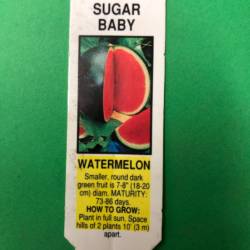 SUGAR
BABY
WATERMELON
Smaller, round dark
green fruit is 7-8" (18-20
cm) diam. MATURITY:
73-86 days.
HOW TO GROW:
Plant in full sun. Space
hills of 2 plants 10' (3 m)
apart.